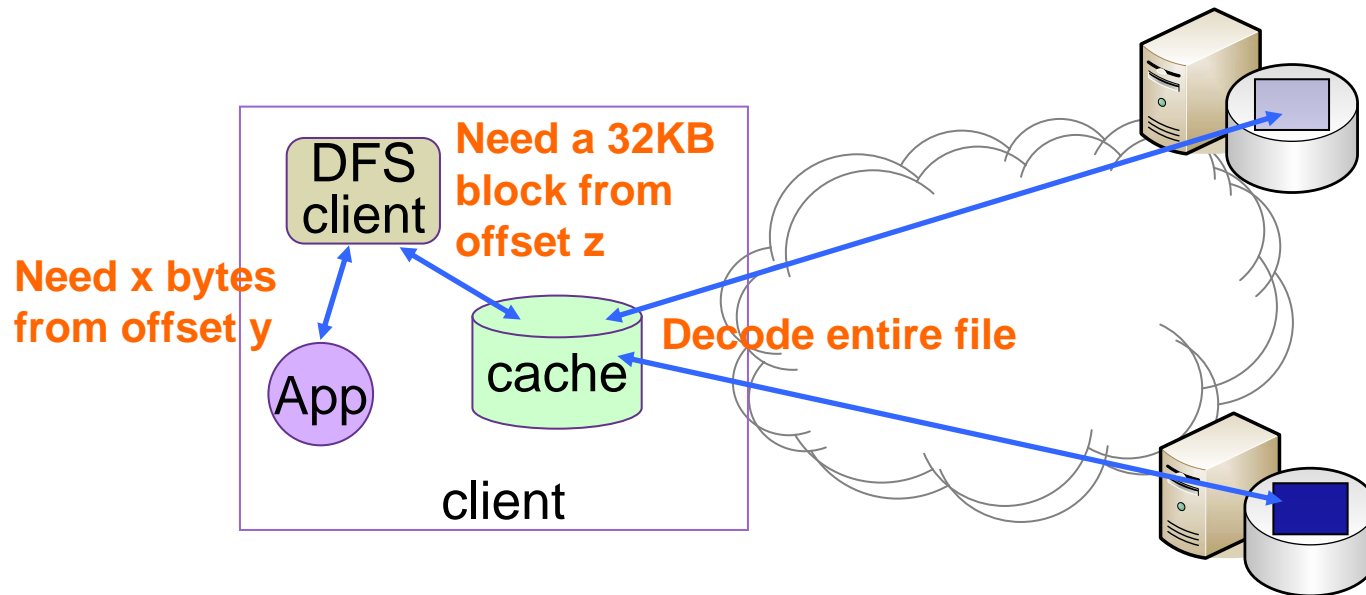 DFS
client
Need a 32KB
block from
offset z
Need x bytes
from offset y
Decode entire file
cache
App
client